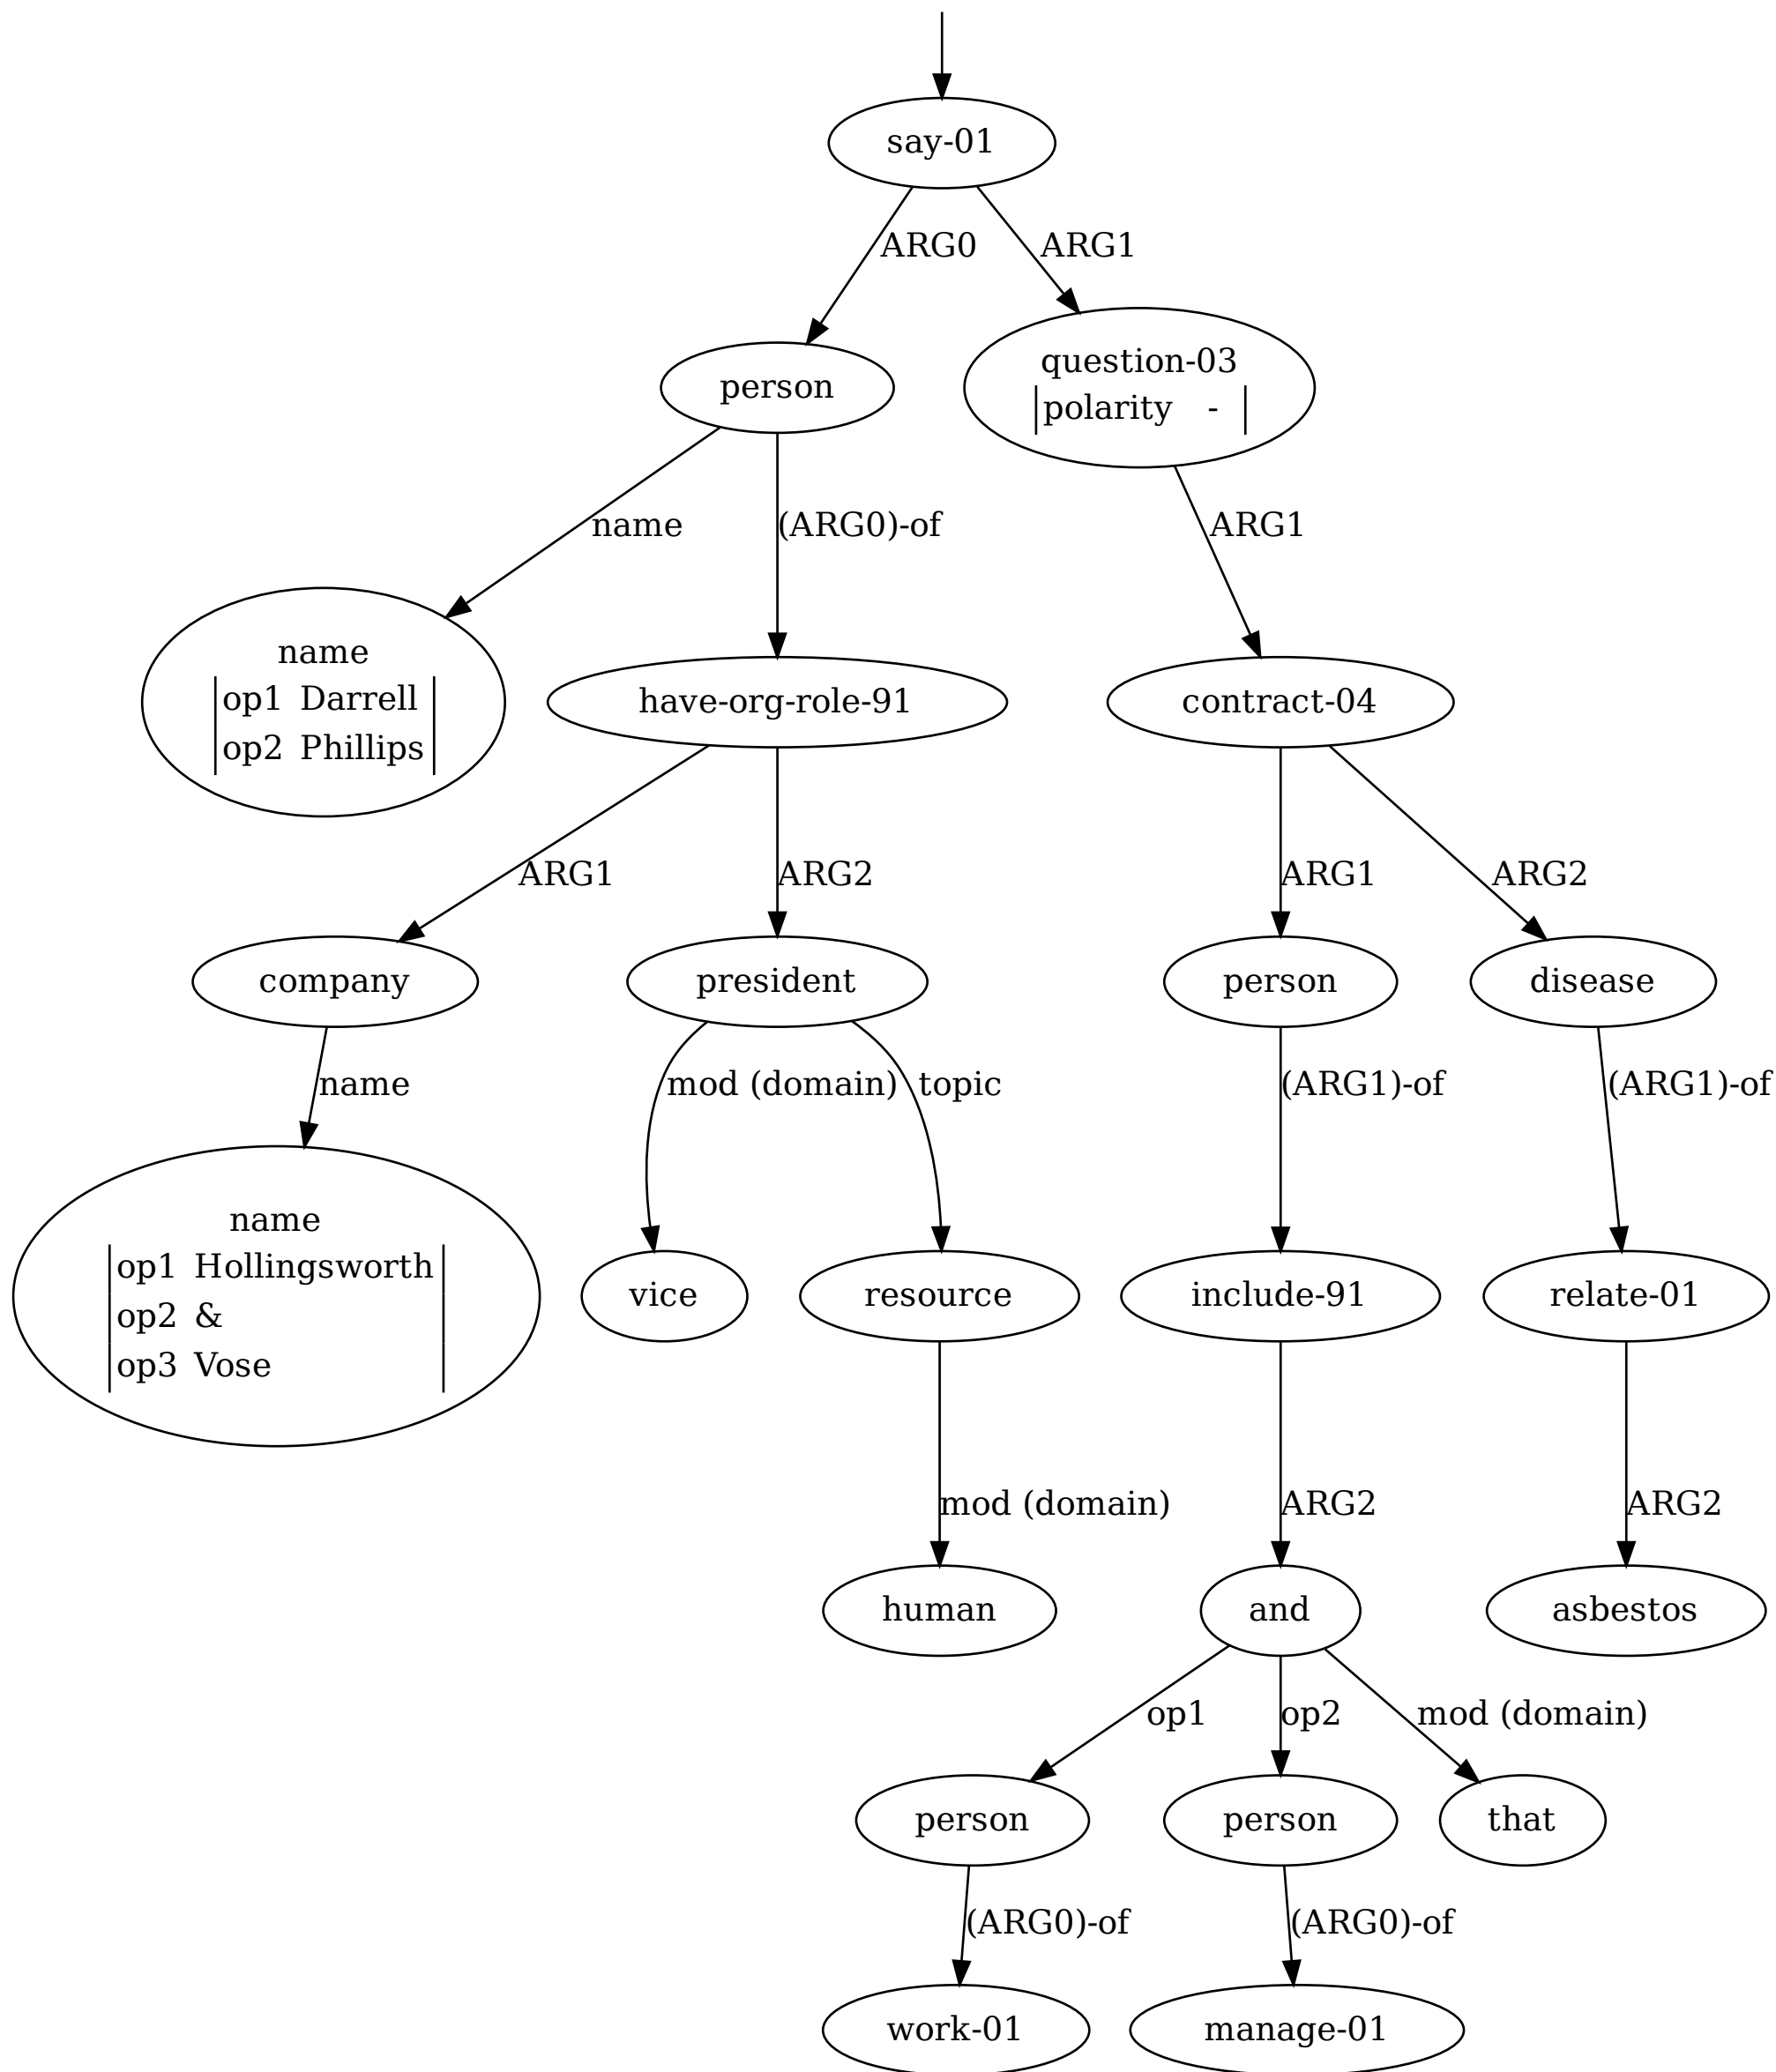 say-01
ARG0
ARG1
person
question-03
polarity -
name
(ARG0)-of
ARG1
name
op1 Darrell
op2 Phillips
have-org-role-91
contract-04
ARG1
ARG2
ARG1
ARG2
company
president
person
disease
name
mod (domain)
topic
(ARG1)-of
(ARG1)-of
name
op1 Hollingsworth
op2 &
op3 Vose
vice
resource
include-91
relate-01
mod (domain)
ARG2
ARG2
human
and
asbestos
op1
op2
mod (domain)
person
person
that
(ARG0)-of
(ARG0)-of
work-01
manage-01